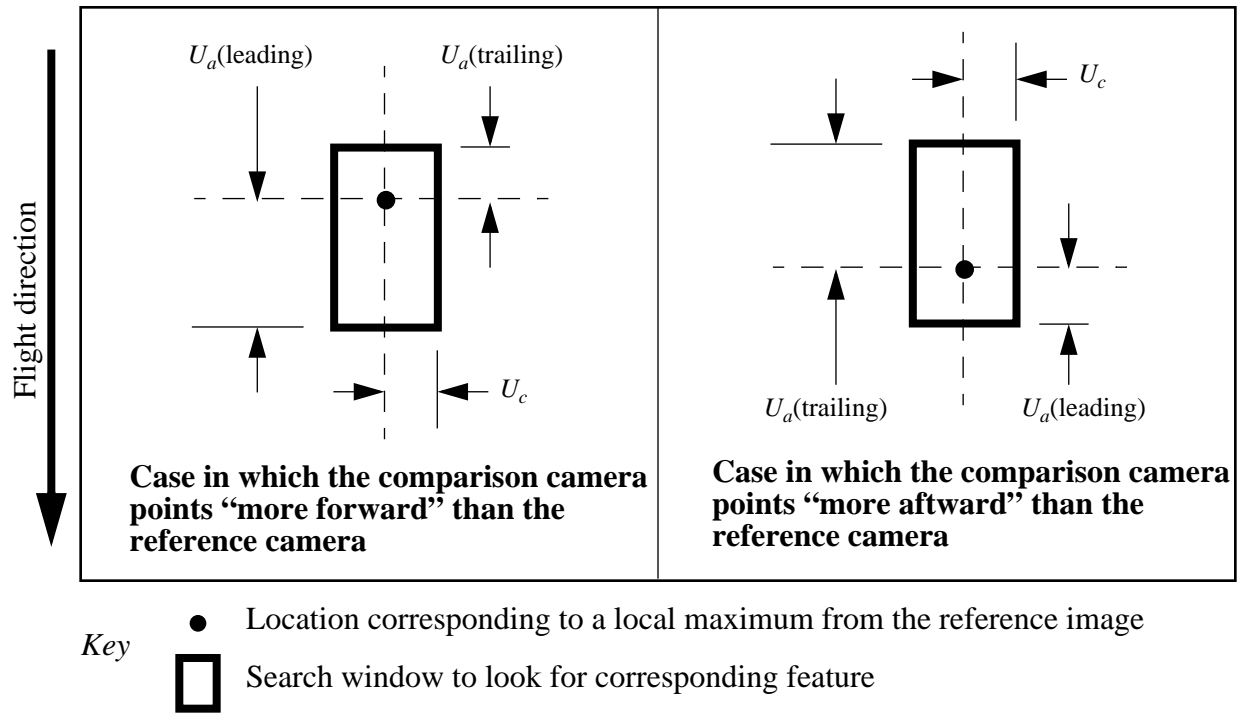 Flight direction
U_a(leading)
U_a(trailing)
U_c
Case in which the comparison camera
points “more forward” than the
reference camera
U_c
U_a(trailing)
U_a(leading)
Case in which the comparison camera
points “more aftward” than the
reference camera
Key
Location corresponding to a local maximum from the reference image
Search window to look for corresponding feature